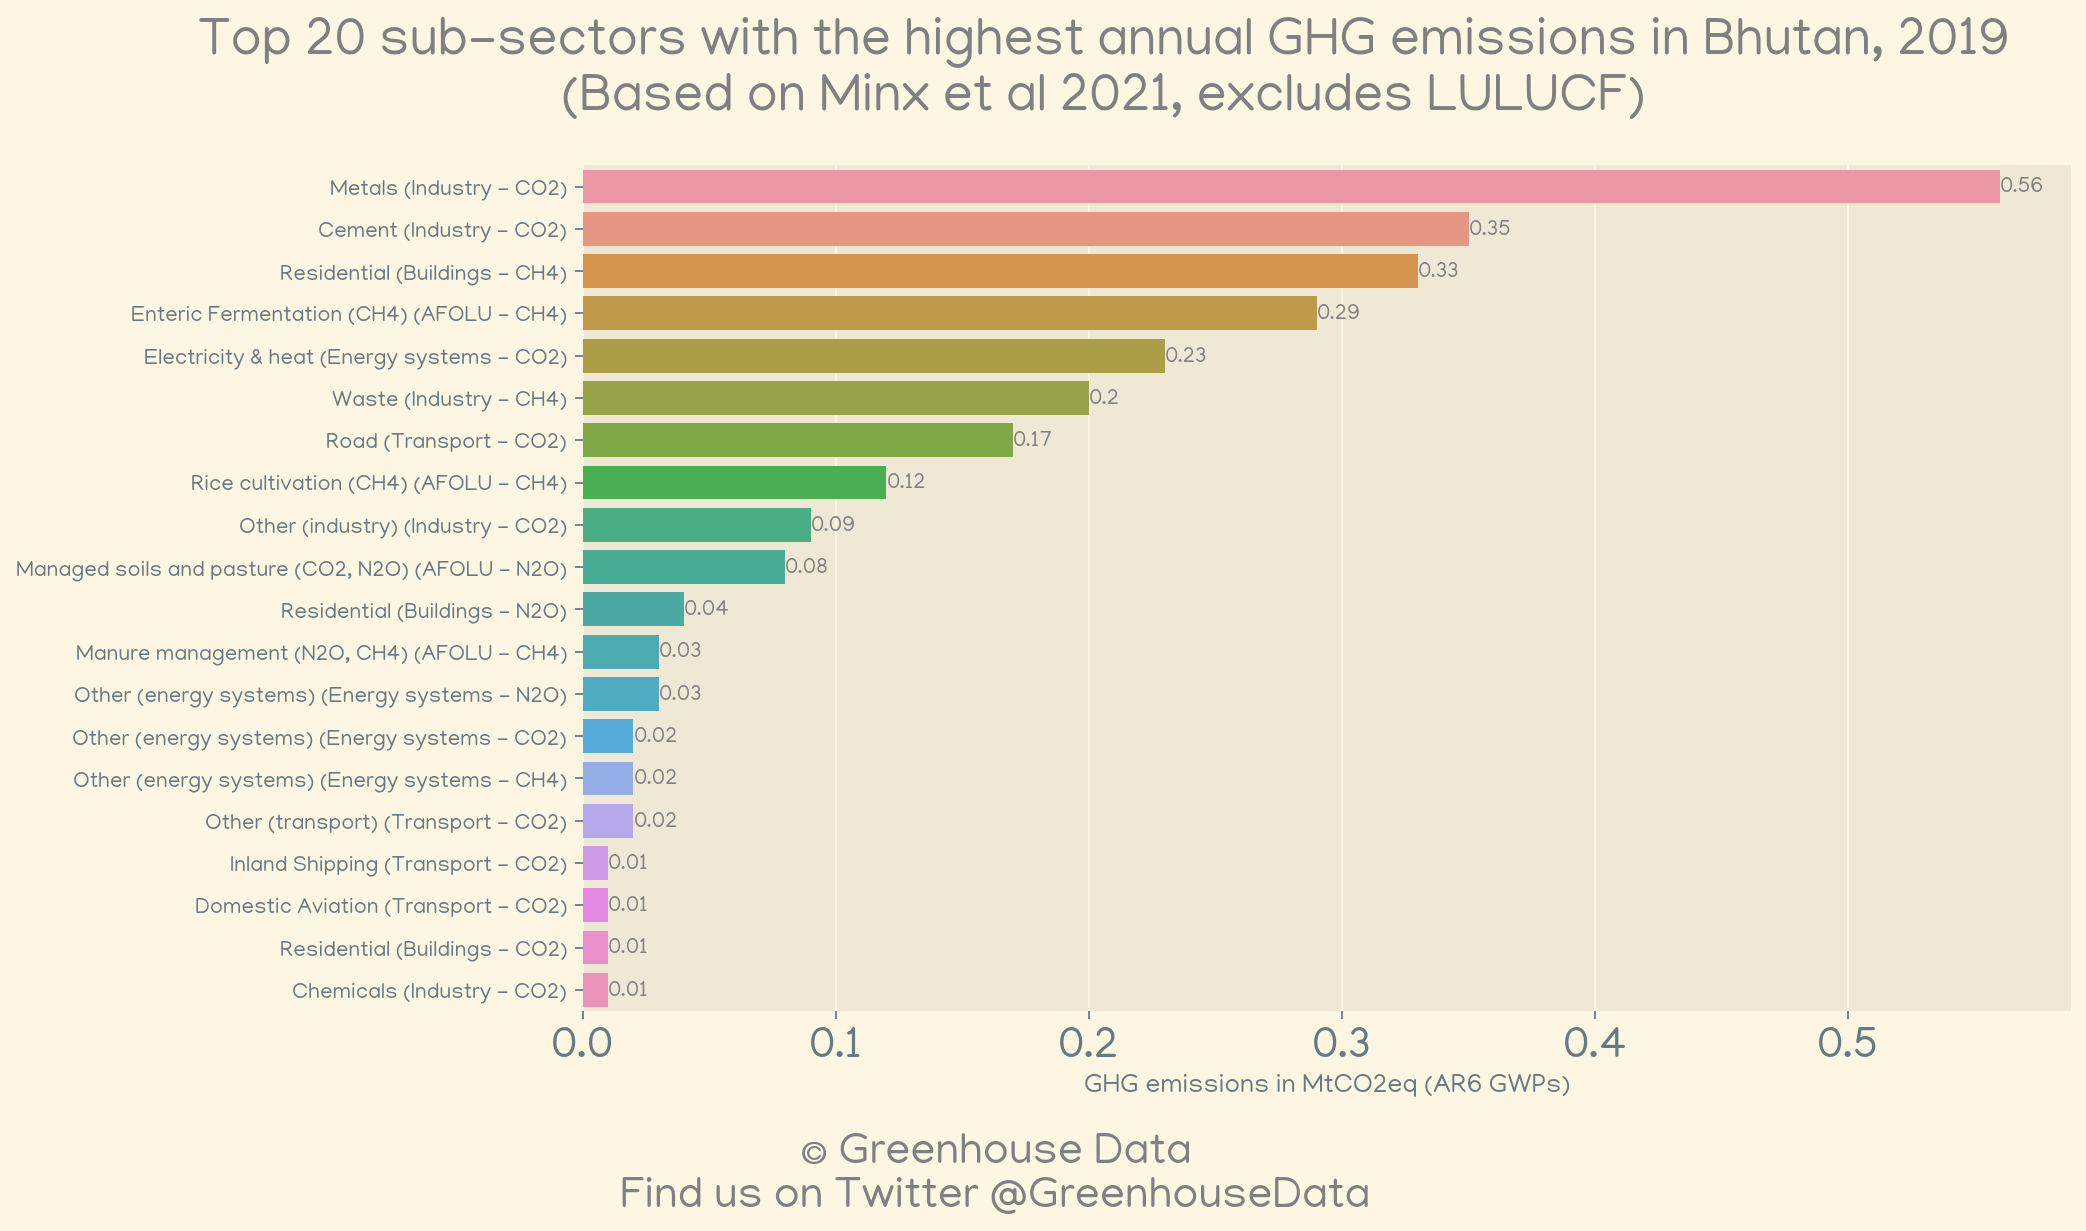 Top 20 sub-sectors with the highest annual GHG emissions in Bhutan, 2019
(Based on Minx et al 2021, excludes LULUCF)
Metals (Industry - CO2) 0.56
Cement (Industry - CO2) 0.35
Residential (Buildings - CH4) 0.33
Enteric Fermentation (CH4) (AFOLU - CH4) 0.29
Electricity & heat (Energy systems - CO2) 0.23
Waste (Industry - CH4) 0.2
Road (Transport - CO2) 0.17
Rice cultivation (CH4) (AFOLU - CH4) 0.12
Other (industry) (Industry - CO2) 0.09
Managed soils and pasture (CO2, N2O) (AFOLU - N2O) 0.08
Residential (Buildings - N2O) 0.04
Manure management (N2O, CH4) (AFOLU - CH4) 0.03
Other (energy systems) (Energy systems - N2O) 0.03
Other (energy systems) (Energy systems - CO2) 0.02
Other (energy systems) (Energy systems - CH4) 0.02
Other (transport) (Transport - CO2) 0.02
Inland Shipping (Transport - CO2) 0.01
Domestic Aviation (Transport - CO2) 0.01
Residential (Buildings - CO2) 0.01
Chemicals (Industry - CO2) 0.01
0.0 0.1 0.2 0.3 0.4 0.5
GHG emissions in MtCO2eq (AR6 GWPs)
© Greenhouse Data
Find us on Twitter @GreenhouseData